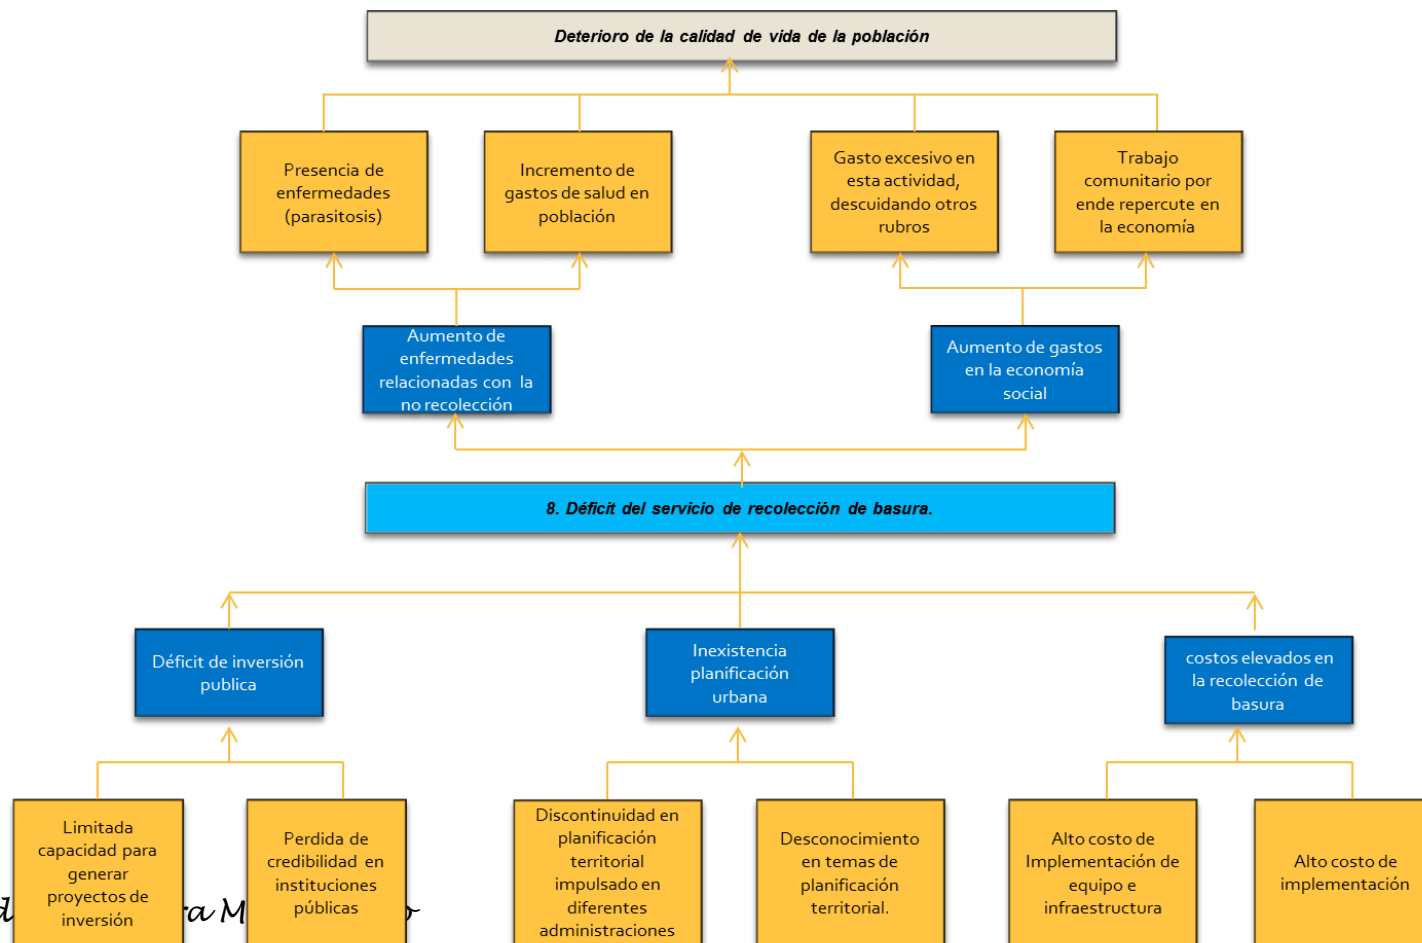 Deterioro de la calidad de vida de la población
Presencia de
enfermedades
(parasitosis)
Incremento de
gastos de salud en
población
Gasto excesivo en
esta actividad,
descuidando otros
rubros
Trabajo
comunitario por
ende repercute en
la economía
Aumento de
enfermedades
relacionadas con la
no recolección
Aumento de gastos
en la economía
social
8. Déficit del servicio de recolección de basura.
Déficit de inversión
publica
Inexistencia
planificación
urbana
costos elevados en
la recolección de
basura
Limitada
capacidad para
generar
proyectos de
inversión
Perdida de
credibilidad en
instituciones
públicas
Discontinuidad en
planificación
territorial
impulsado en
diferentes
administraciones
Desconocimiento
en temas de
planificación
territorial.
Alto costo de
Implementación de
equipo e
infraestructura
Alto costo de
implementación